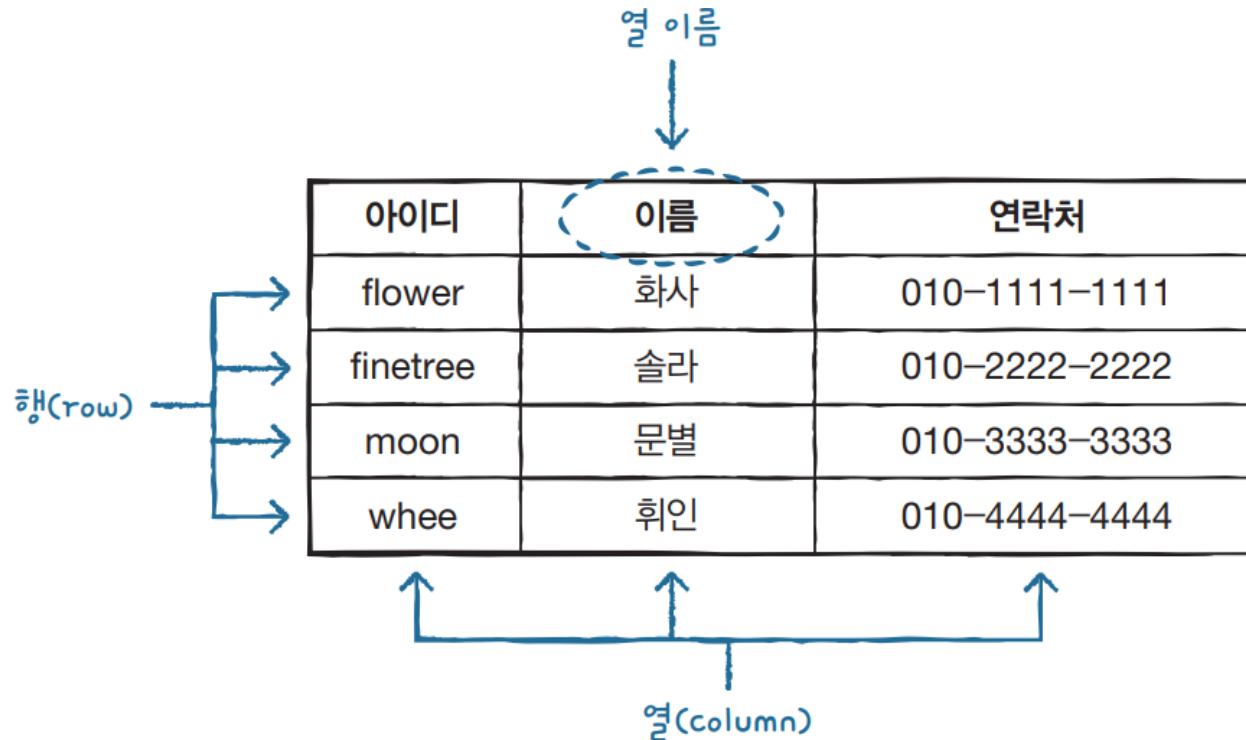 열 이름
아이디 이름 연락처
flower 화사 010-1111-1111
finetree 솔라 010-2222-2222
행(row)
moon 문별 010-3333-3333
whee 휘인 010-4444-4444
열(column)